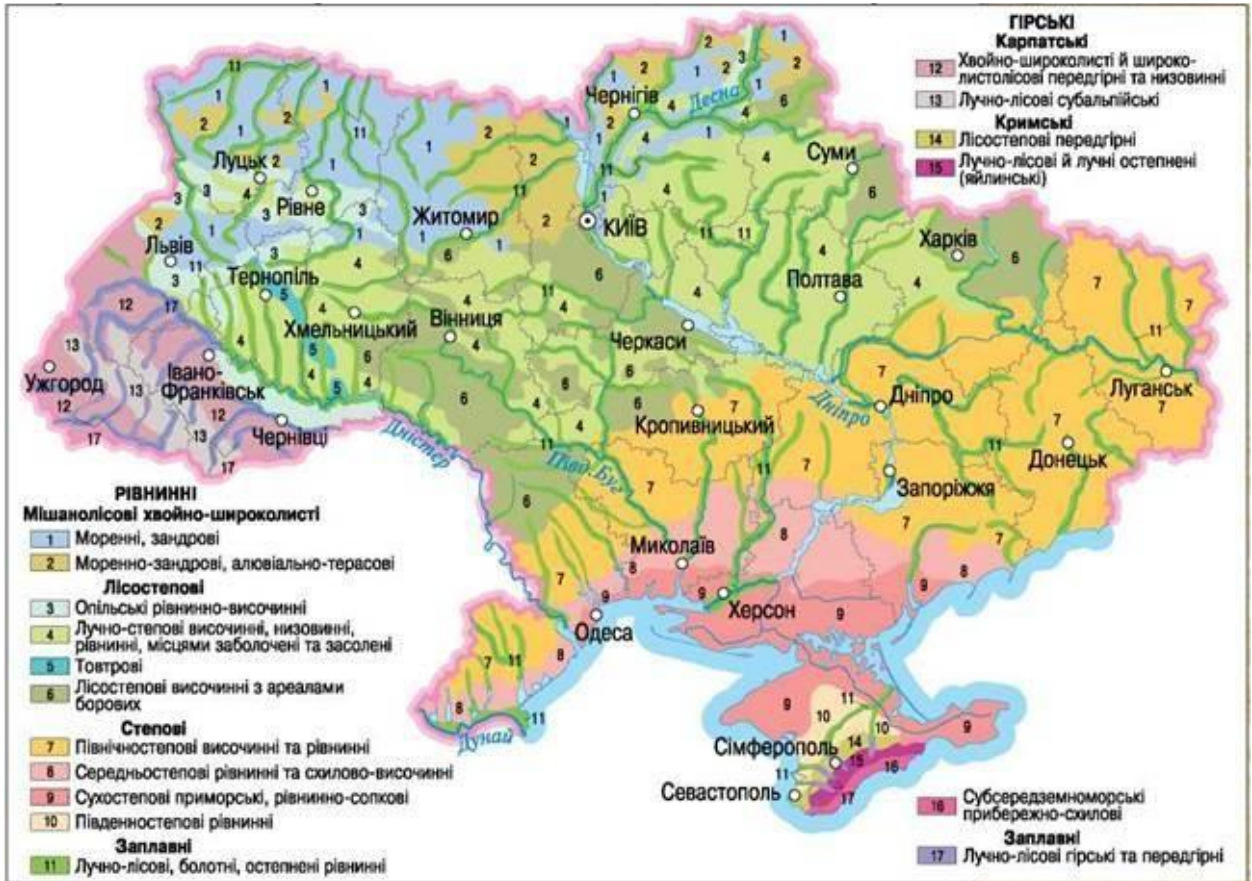 ГІРСЬКІ
Карпатські
12 Хвойно-широколисті й широко-
листолісові передгірні та низовинні
13 Лучно-лісові субальпійські
Кримські
14 Лісостепові передгірні
15 Лучно-лісові й лучні остепнені
(яйлинські)
Чернігів
Десна
Суми
Луцьк
Рівне
Житомир
КИЇВ
Харків
Львів
Тернопіль
Полтава
Хмельницький
Вінниця
Черкаси
Ужгород
Івано-
Франківськ
Чернівці
Дністер
Півд. Буг
Кропивницький
Дніпро
Дніпро
Луганськ
Донецьк
Запоріжжя
Миколаїв
Херсон
Одеса
Дунай
Сімферополь
Севастополь
РІВНИННІ
Мішанолісові хвойно-широколисті
1 Моренні, зандрові
2 Моренно-зандрові, алювіально-терасові
Лісостепові
3 Опільські рівнинно-височинні
4 Лучно-степові височинні, низовинні,
рівнинні, місцями заболочені та засолені
5 Товтрові
6 Лісостепові височинні з ареалами
борових
Степові
7 Північностепові височинні та рівнинні
8 Середньостепові рівнинні та схилово-височинні
9 Сухостепові приморські, рівнинно-сопкові
10 Південностепові рівнинні
Заплавні
11 Лучно-лісові, болотні, остепнені рівнинні
16 Субсередземноморські
прибережно-схилові
Заплавні
17 Лучно-лісові гірські та передгірні